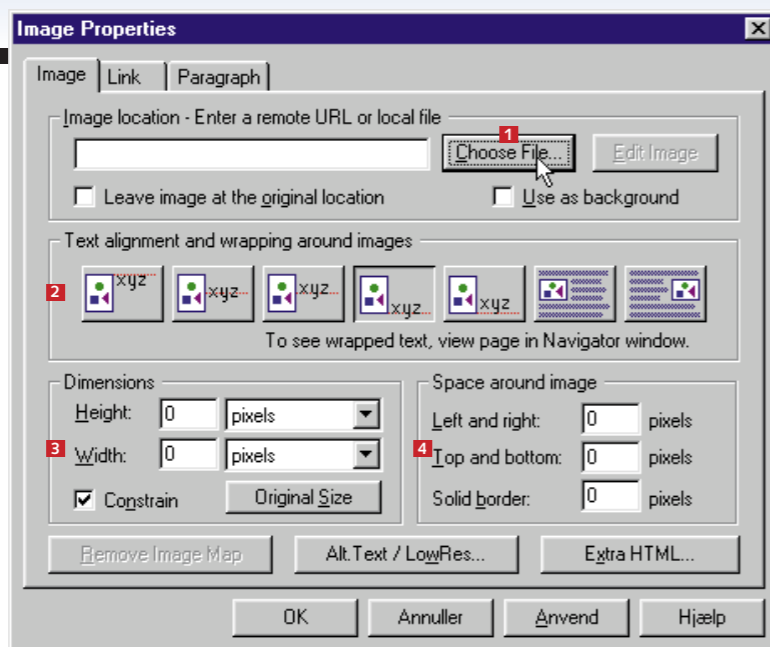 Image Properties
Image Link Paragraph
Image location - Enter a remote URL or local file
1
Choose File... Edit Image
Leave image at the original location Use as background
Text alignment and wrapping around images
2 xyz xyz xyz xyz xyz
To see wrapped text, view page in Navigator window.
Dimensions Space around image
Height: 0 pixels Left and right: 0 pixels
3 Width: 0 pixels 4 Top and bottom: 0 pixels
Constrain Original Size Solid border: 0 pixels
Remove Image Map Alt.Text / LowRes... Extra HTML...
OK Annuller Anvend Hjælp